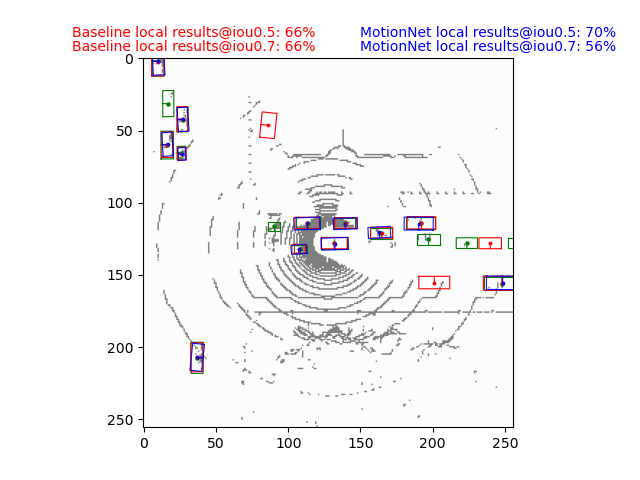 Baseline local results@iou0.5: 66% MotionNet local results@iou0.5: 70%
Baseline local results@iou0.7: 66% MotionNet local results@iou0.7: 56%
0
50
100
150
200
250
0 50 100 150 200 250